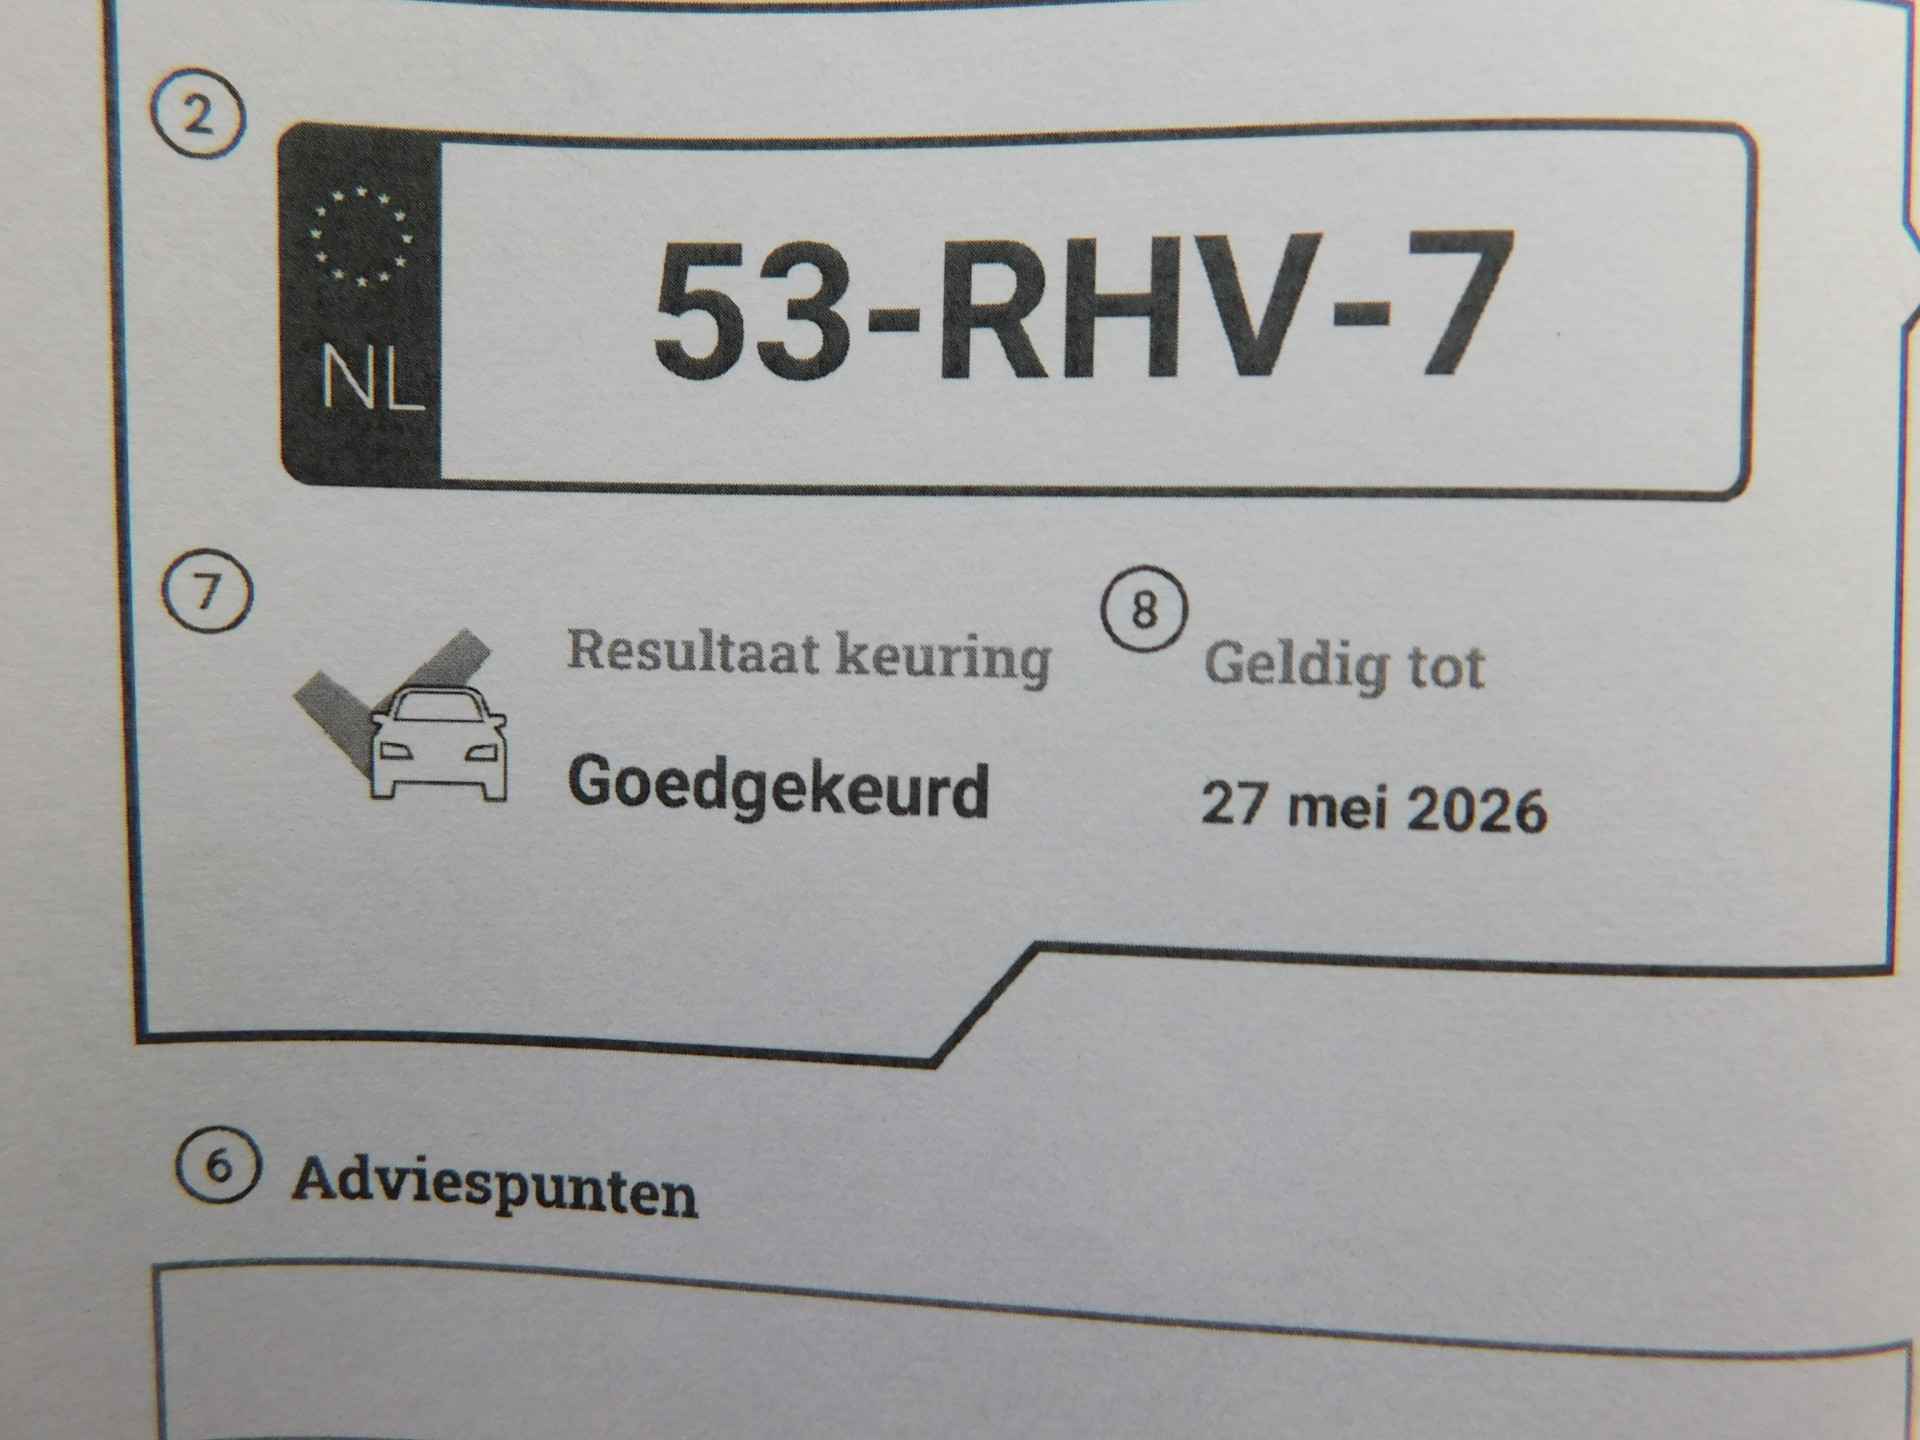 2
NL
53-RHV-7
7
Resultaat keuring
Goedgekeurd
8
Geldig tot
27 mei 2026
6 Adviespunten